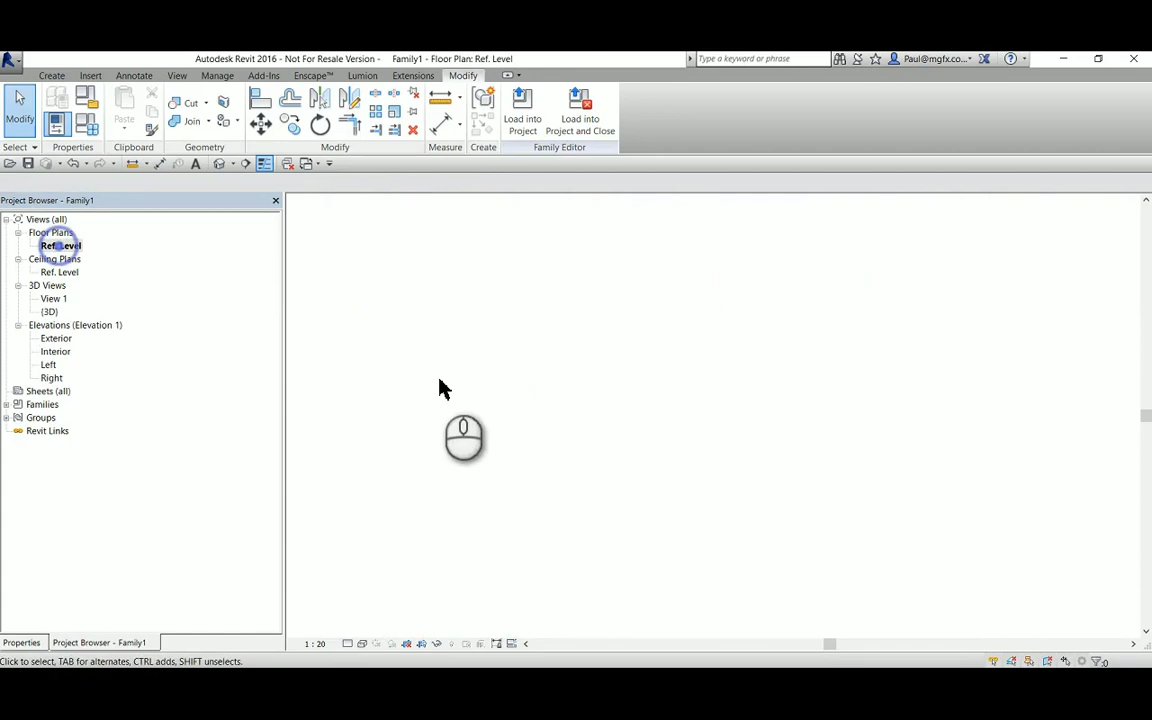 Autodesk Revit 2016 - Not For Resale Version - Family1 - Floor Plan: Ref. Level
Type a keyword or phrase
Paul@mgfx.co...
Create Insert Annotate View Manage Add-Ins Enscape™ Lumion Extensions Modify
Modify
Paste
Cut
Join
Load into
Project
Load into
Project and Close
Select
Properties
Clipboard
Geometry
Modify
Measure
Create
Family Editor
Project Browser - Family1
Views (all)
Floor Plans
Ref. Level
Ceiling Plans
Ref. Level
3D Views
View 1
(3D)
Elevations (Elevation 1)
Exterior
Interior
Left
Right
Sheets (all)
Families
Groups
Revit Links
Properties
Project Browser - Family1
1 : 20
Click to select, TAB for alternates, CTRL adds, SHIFT unselects.
:0